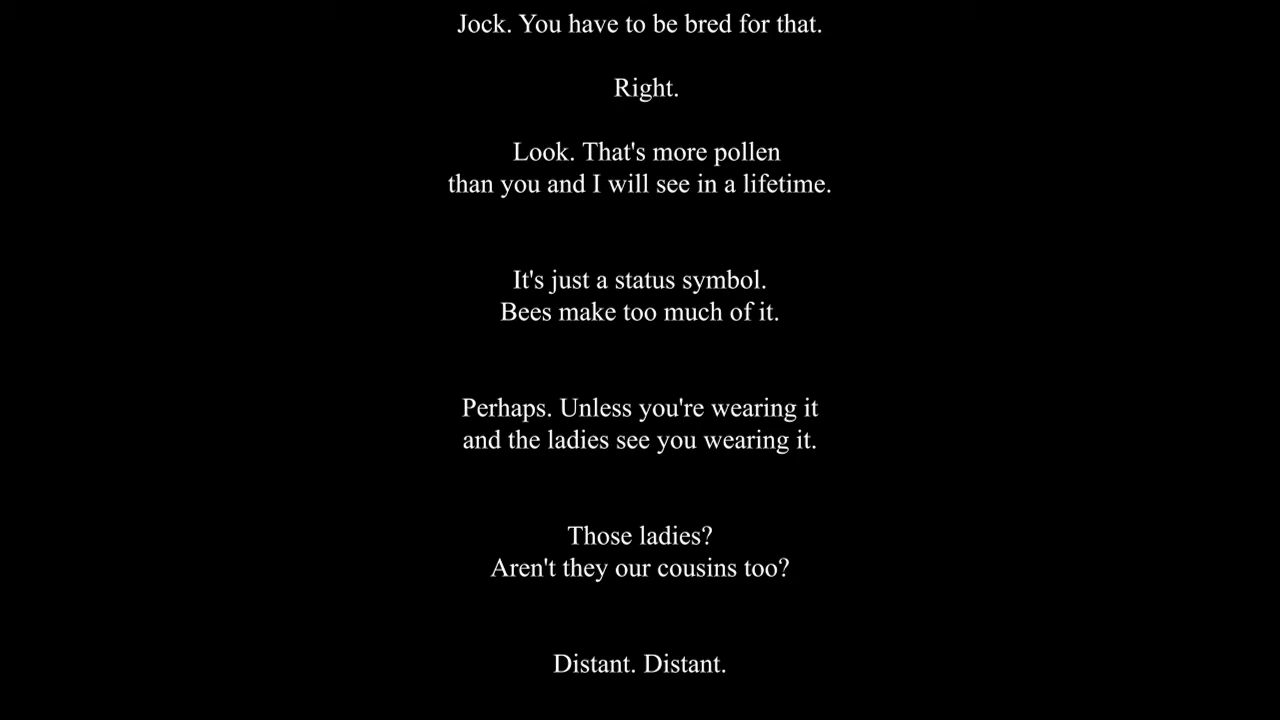 Jock. You have to be bred for that.
Right.
Look. That's more pollen
than you and I will see in a lifetime.
It's just a status symbol.
Bees make too much of it.
Perhaps. Unless you're wearing it
and the ladies see you wearing it.
Those ladies?
Aren't they our cousins too?
Distant. Distant.